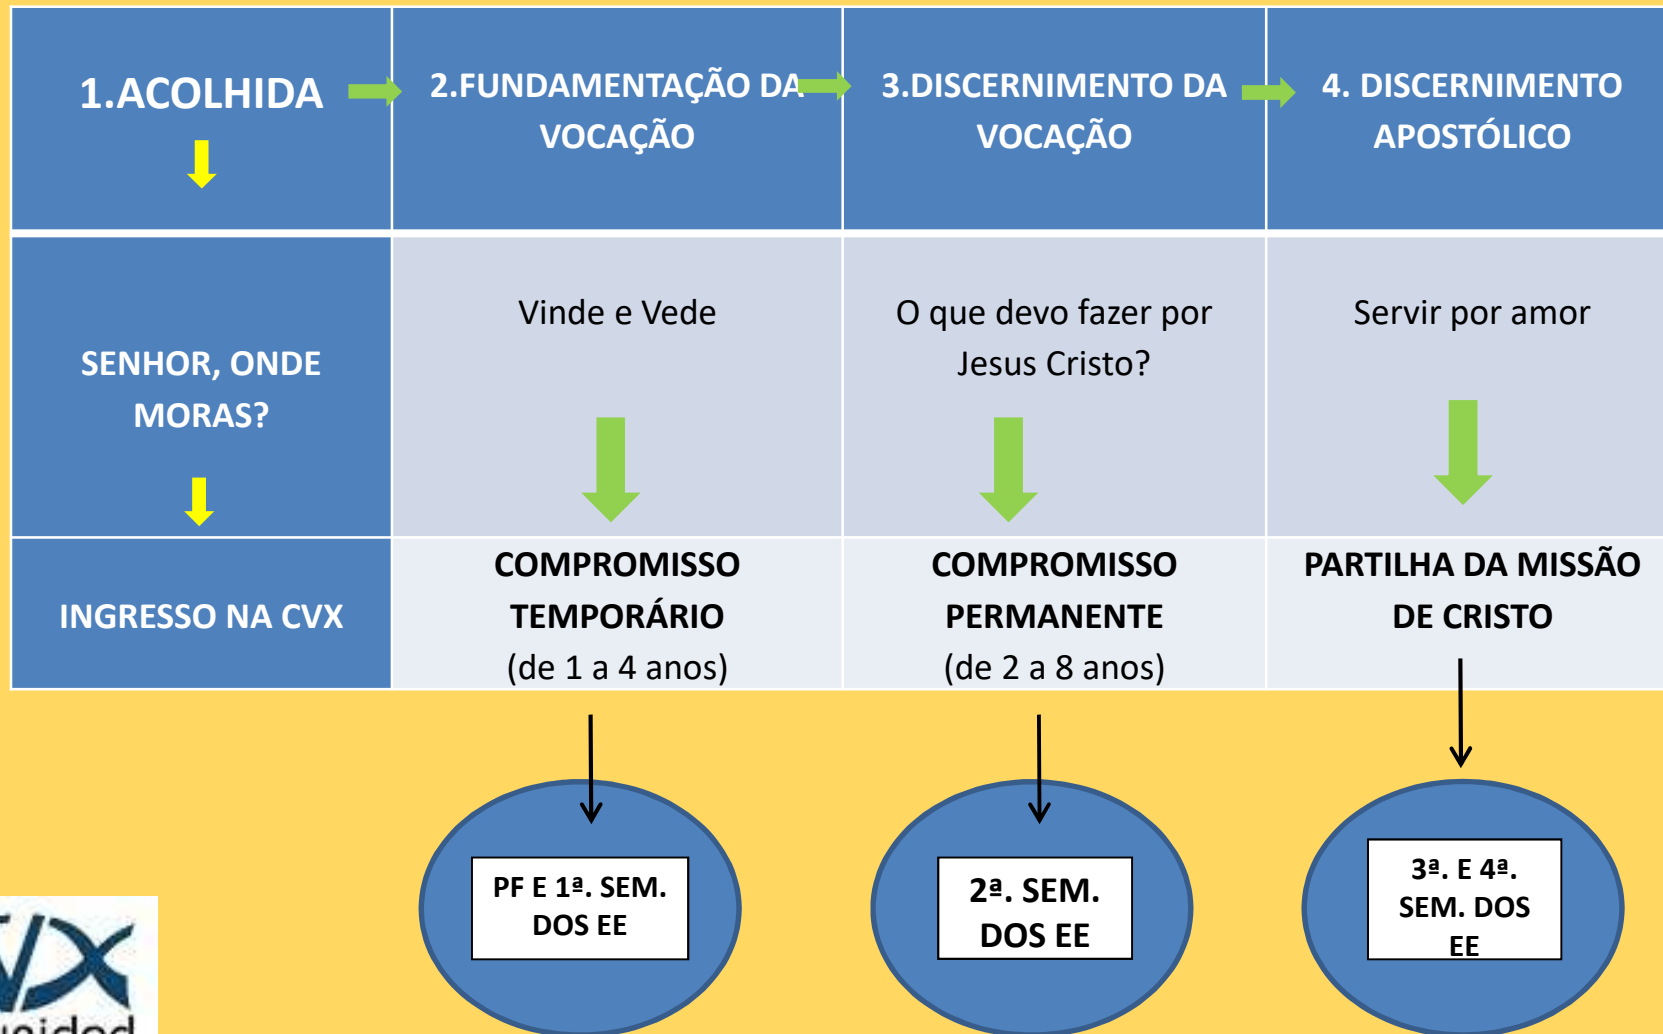 1.ACOLHIDA
2.FUNDAMENTAÇÃO DA
VOCAÇÃO
3.DISCERNIMENTO DA
VOCAÇÃO
4. DISCERNIMENTO
APOSTÓLICO
SENHOR, ONDE
MORAS?
Vinde e Vede
O que devo fazer por
Jesus Cristo?
Servir por amor
INGRESSO NA CVX
COMPROMISSO
TEMPORÁRIO
(de 1 a 4 anos)
COMPROMISSO
PERMANENTE
(de 2 a 8 anos)
PARTILHA DA MISSÃO
DE CRISTO
PF E 1ª. SEM.
DOS EE
2ª. SEM.
DOS EE
3ª. E 4ª.
SEM. DOS
EE
VX